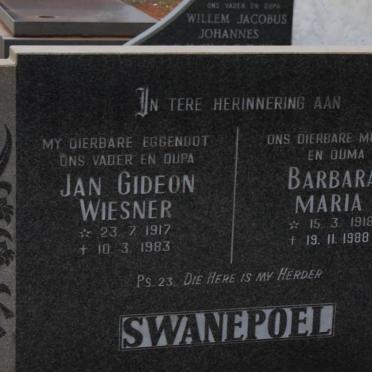 ONS VADER EN OUPA
WILLEM JACOBUS
JOHANNES
In TERE HERINNERING AAN
MY DIERBARE EGGENOOT
ONS VADER EN OUPA
JAN GIDEON
WIESNER
☆ 23. 7. 1917
† 10. 3. 1983
ONS DIERBARE
EN OUMA
BARBARA
MARIA
☆ 15. 3. 1918
† 19. 11. 1988
PS. 23. DIE HERE IS MY HERDER
SWANEPOEL